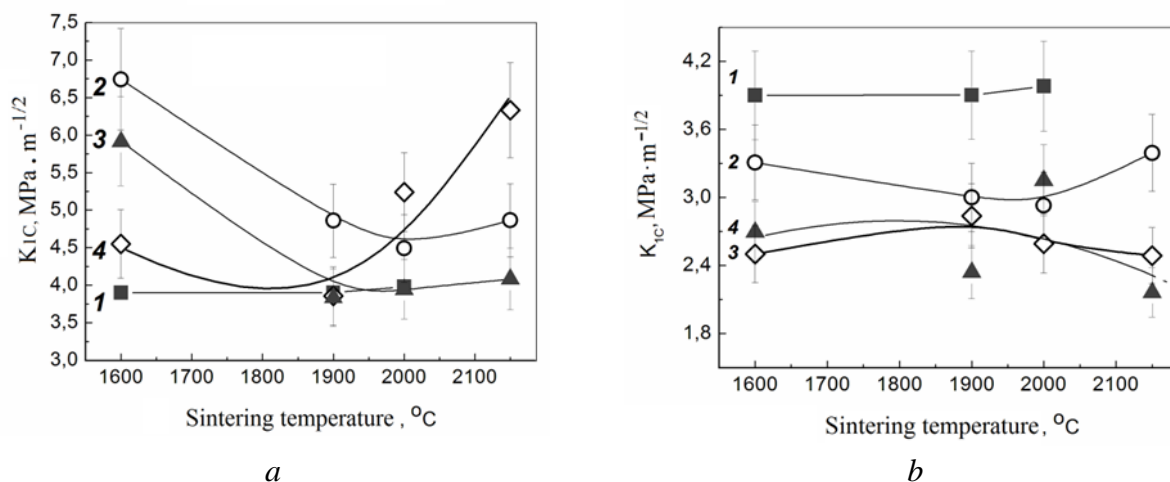 K1C, MPa . m⁻¹/²
7,5
7,0
6,5
6,0
5,5
5,0
4,5
4,0
3,5
3,0
2
3
4
1
1600 1700 1800 1900 2000 2100
Sintering temperature , °C
a
K1C, MPa·m⁻¹/²
4,2
3,6
3,0
2,4
1,8
1
2
4
3
1600 1700 1800 1900 2000 2100
Sintering temperature , °C
b